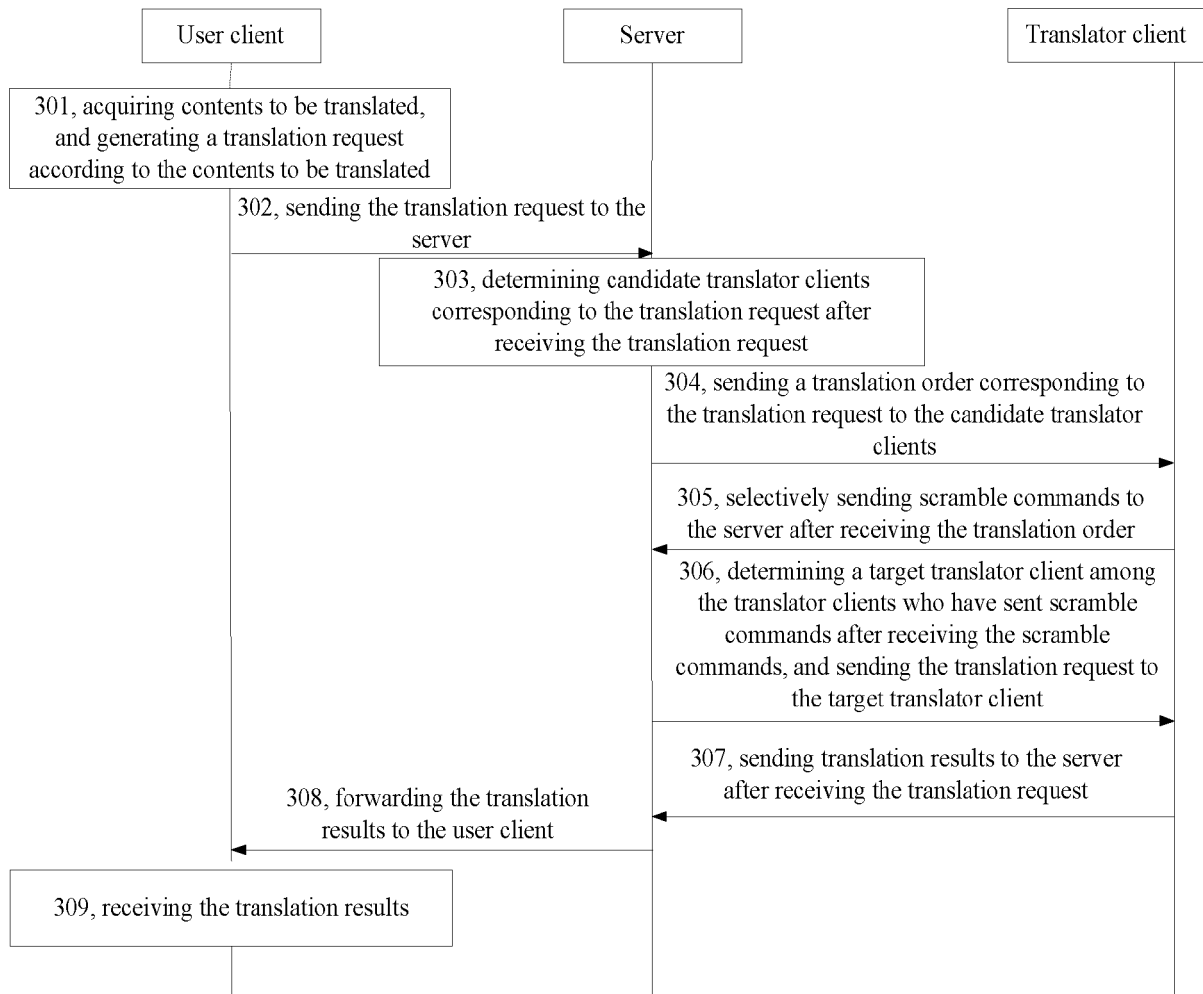 User client
Server
Translator client
301, acquiring contents to be translated,
and generating a translation request
according to the contents to be translated
302, sending the translation request to the
server
303, determining candidate translator clients
corresponding to the translation request after
receiving the translation request
304, sending a translation order corresponding to
the translation request to the candidate translator
clients
305, selectively sending scramble commands to
the server after receiving the translation order
306, determining a target translator client among
the translator clients who have sent scramble
commands after receiving the scramble
commands, and sending the translation request to
the target translator client
307, sending translation results to the server
after receiving the translation request
308, forwarding the translation
results to the user client
309, receiving the translation results